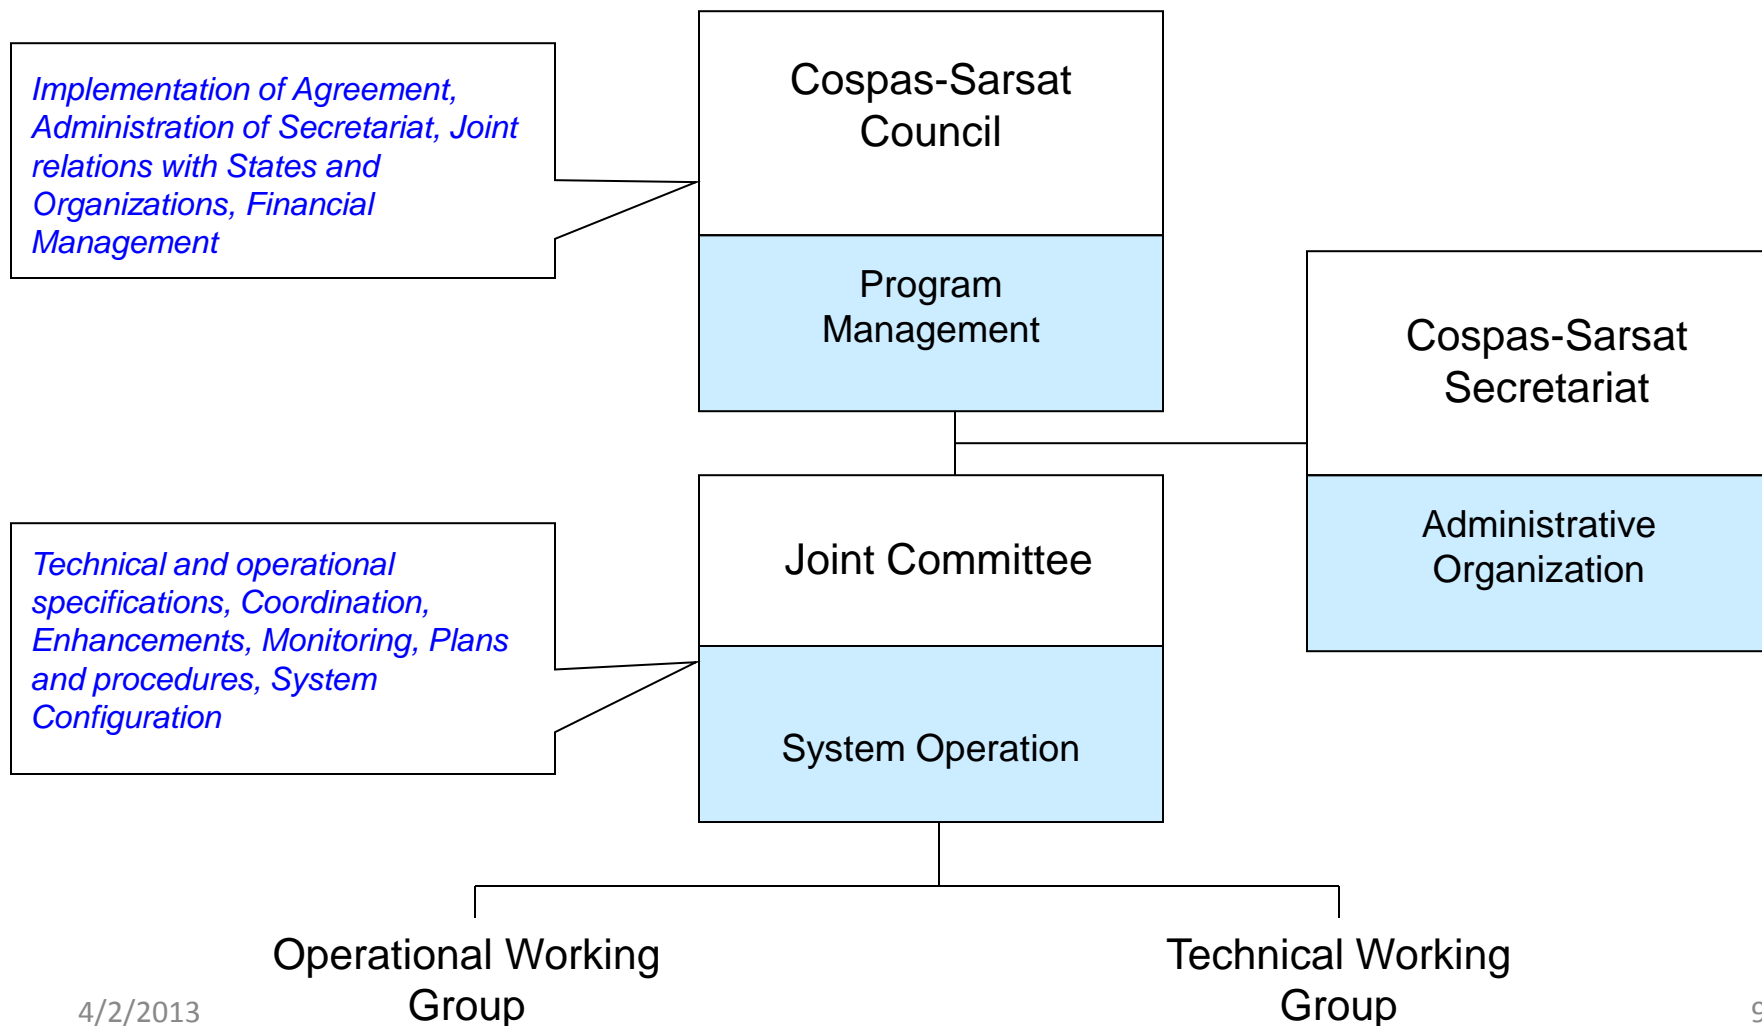 Implementation of Agreement,
Administration of Secretariat, Joint
relations with States and
Organizations, Financial
Management
Cospas-Sarsat
Council
Program
Management
Cospas-Sarsat
Secretariat
Administrative
Organization
Technical and operational
specifications, Coordination,
Enhancements, Monitoring, Plans
and procedures, System
Configuration
Joint Committee
System Operation
Operational Working
Group
Technical Working
Group
4/2/2013
9